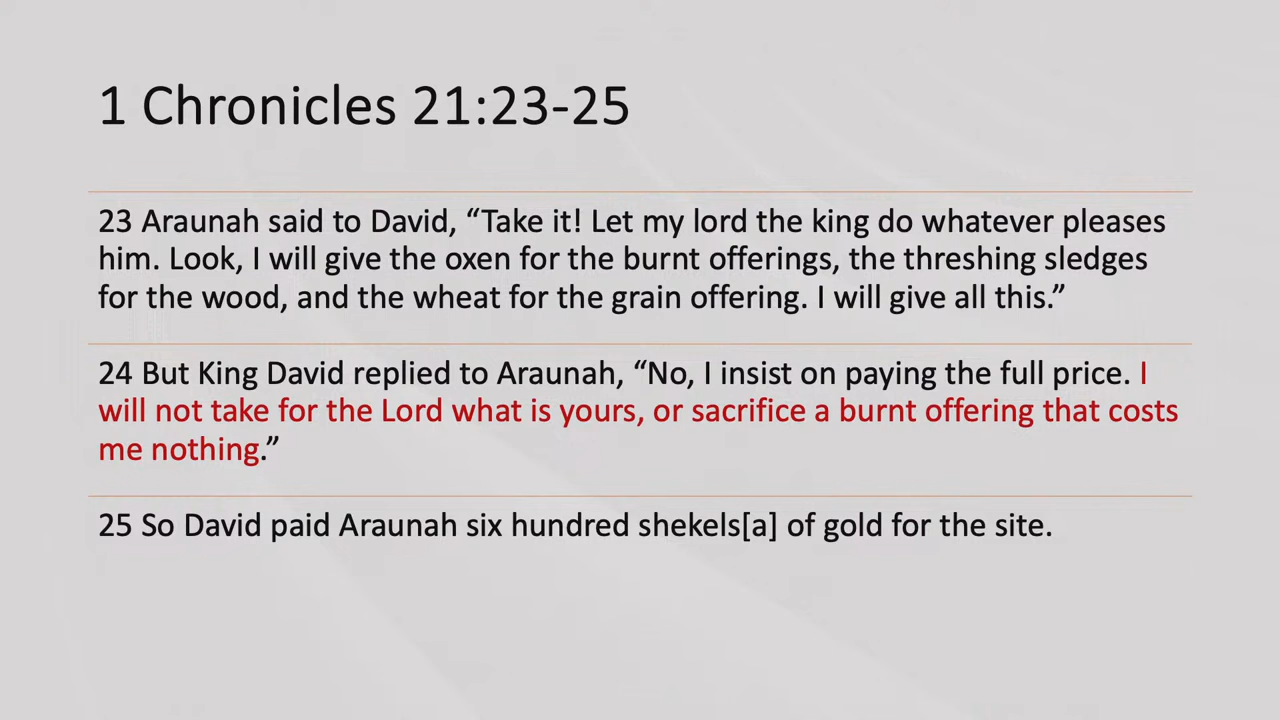 1 Chronicles 21:23-25
23 Araunah said to David, “Take it! Let my lord the king do whatever pleases
him. Look, I will give the oxen for the burnt offerings, the threshing sledges
for the wood, and the wheat for the grain offering. I will give all this.”
24 But King David replied to Araunah, “No, I insist on paying the full price. I
will not take for the Lord what is yours, or sacrifice a burnt offering that costs
me nothing.”
25 So David paid Araunah six hundred shekels[a] of gold for the site.